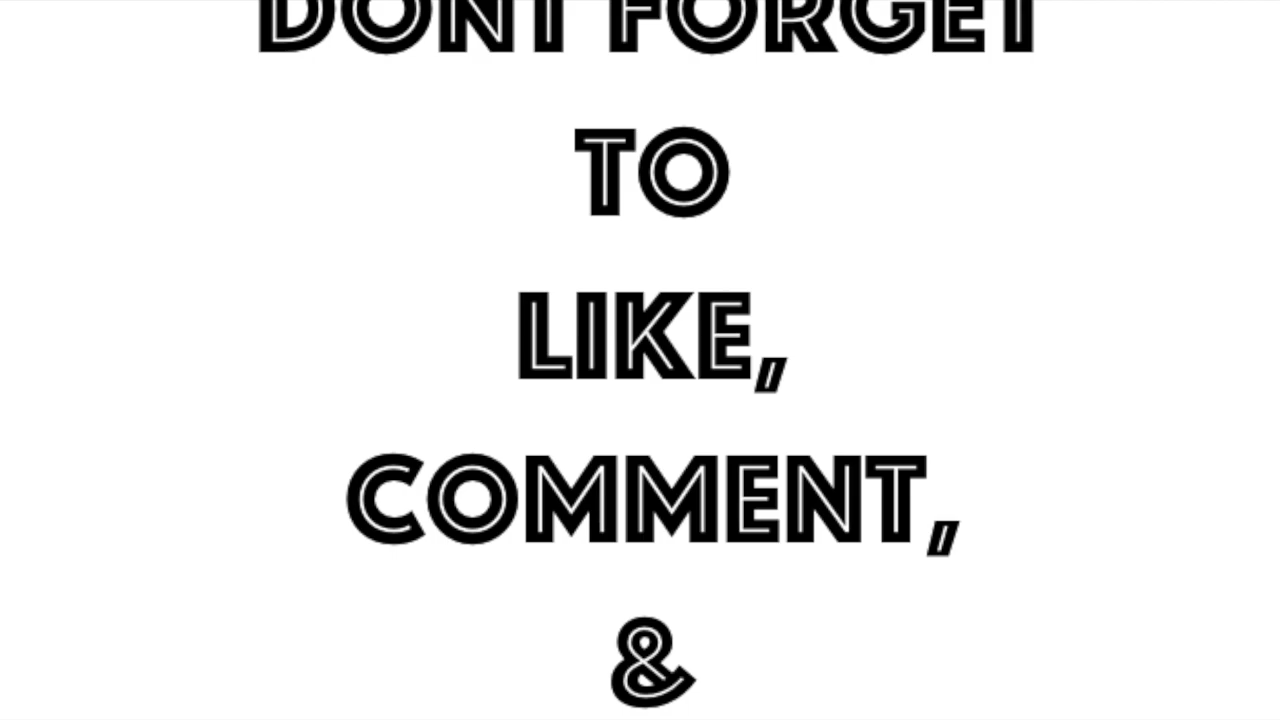 DONT FORGET
TO
LIKE,
COMMENT,
&